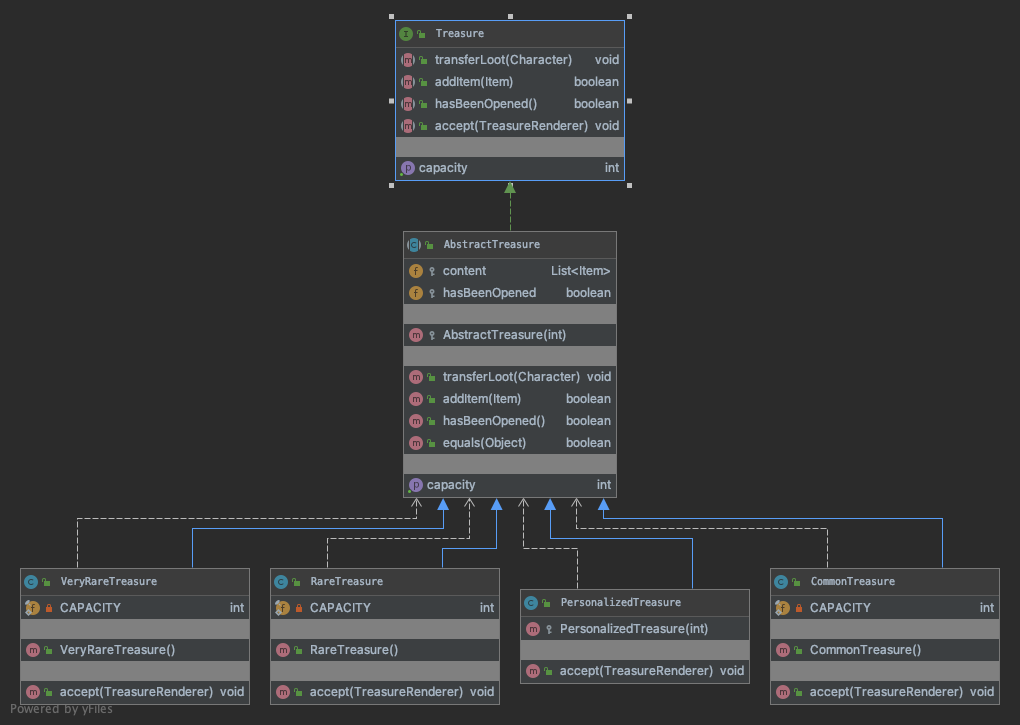 Treasure
transferLoot(Character) void
addItem(Item) boolean
hasBeenOpened() boolean
accept(TreasureRenderer) void
capacity int
AbstractTreasure
content List<Item>
hasBeenOpened boolean
AbstractTreasure(int)
transferLoot(Character) void
addItem(Item) boolean
hasBeenOpened() boolean
equals(Object) boolean
capacity int
VeryRareTreasure
CAPACITY int
VeryRareTreasure()
accept(TreasureRenderer) void
RareTreasure
CAPACITY int
RareTreasure()
accept(TreasureRenderer) void
PersonalizedTreasure
PersonalizedTreasure(int)
accept(TreasureRenderer) void
CommonTreasure
CAPACITY int
CommonTreasure()
accept(TreasureRenderer) void
Powered by yFiles